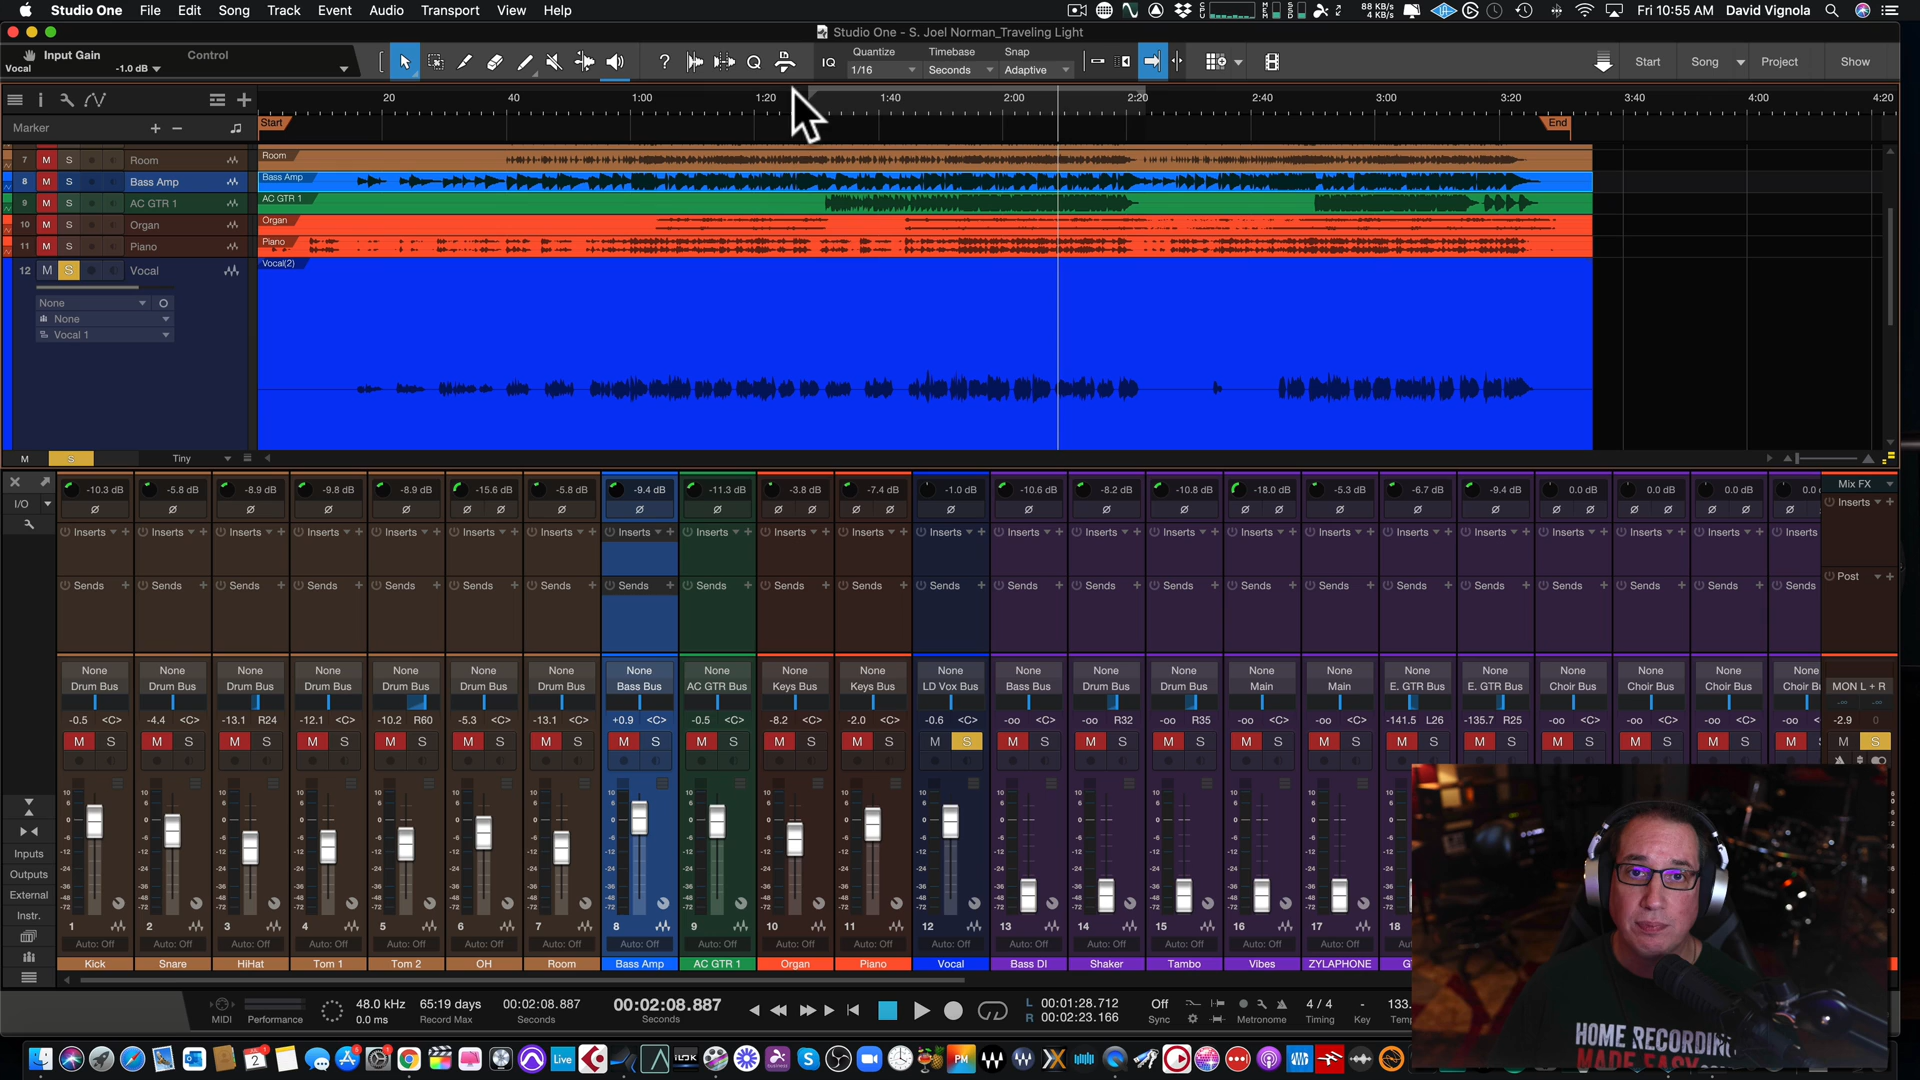 Studio One File Edit Song Track Event Audio Transport View Help
88 KB/s
4 KB/s
Fri 10:55 AM David Vignola
Studio One - S. Joel Norman_Traveling Light
Input Gain Control
Vocal -1.0 dB
Quantize Timebase Snap
IQ 1/16 Seconds Adaptive
Start Song Project Show
20 40 1:00 1:20 1:40 2:00 2:20 2:40 3:00 3:20 3:40 4:00 4:20
Marker Start End
7 M S Room Room
8 M S Bass Amp Bass Amp
9 M S AC GTR 1 AC GTR 1
10 M S Organ Organ
11 M S Piano Piano
12 M S Vocal Vocal(2)
None
None
Vocal 1
M S Tiny
-10.3 dB -5.8 dB -8.9 dB -9.8 dB -8.9 dB -15.6 dB -5.8 dB -9.4 dB -11.3 dB -3.8 dB -7.4 dB -1.0 dB -10.6 dB -8.2 dB -10.8 dB -18.0 dB -5.3 dB -6.7 dB -9.4 dB 0.0 dB 0.0 dB 0.0 dB Mix FX
I/O
Inserts Inserts Inserts Inserts Inserts Inserts Inserts Inserts Inserts Inserts Inserts Inserts Inserts Inserts Inserts Inserts Inserts Inserts Inserts Inserts Inserts Inserts Inserts Inserts
Sends Sends Sends Sends Sends Sends Sends Sends Sends Sends Sends Sends Sends Sends Sends Sends Sends Sends Sends Sends Sends Sends Sends Post
None None None None None None None None None None None None None None None None None None None None None None None
Drum Bus Drum Bus Drum Bus Drum Bus Drum Bus Drum Bus Drum Bus Bass Bus AC GTR Bus Keys Bus Keys Bus LD Vox Bus Bass Bus Drum Bus Drum Bus Main Main E. GTR Bus E. GTR Bus Choir Bus Choir Bus Choir Bus Choir B MON L + R
-0.5 <C> -4.4 <C> -13.1 R24 -12.1 <C> -10.2 R60 -5.3 <C> -13.1 <C> +0.9 <C> -0.5 <C> -8.2 <C> -2.0 <C> -0.6 <C> -oo <C> -oo R32 -oo R35 -oo <C> -oo <C> -141.5 L26 -135.7 R25 -oo <C> -oo <C> -oo <C> -oo -2.9 0
M S M S M S M S M S M S M S M S M S M S M S M S M S M S M S M S M S M S M S M S M S M S M S M S
Inputs
Outputs
External
Instr.
1 2 3 4 5 6 7 8 9 10 11 12 13 14 15 16 17 18
Auto: Off Auto: Off Auto: Off Auto: Off Auto: Off Auto: Off Auto: Off Auto: Off Auto: Off Auto: Off Auto: Off Auto: Off Auto: Off Auto: Off Auto: Off Auto: Off Auto: Off
Kick Snare HiHat Tom 1 Tom 2 OH Room Bass Amp AC GTR 1 Organ Piano Vocal Bass DI Shaker Tambo Vibes ZYLAPHONE
MIDI Performance
48.0 kHz
0.0 ms
65:19 days
Record Max
00:02:08.887
Seconds
00:02:08.887
Seconds
L 00:01:28.712
R 00:02:23.166
Off
Sync
Metronome
4 / 4
Timing
-
Key
133.
HOME RECORDING
MADE EASY